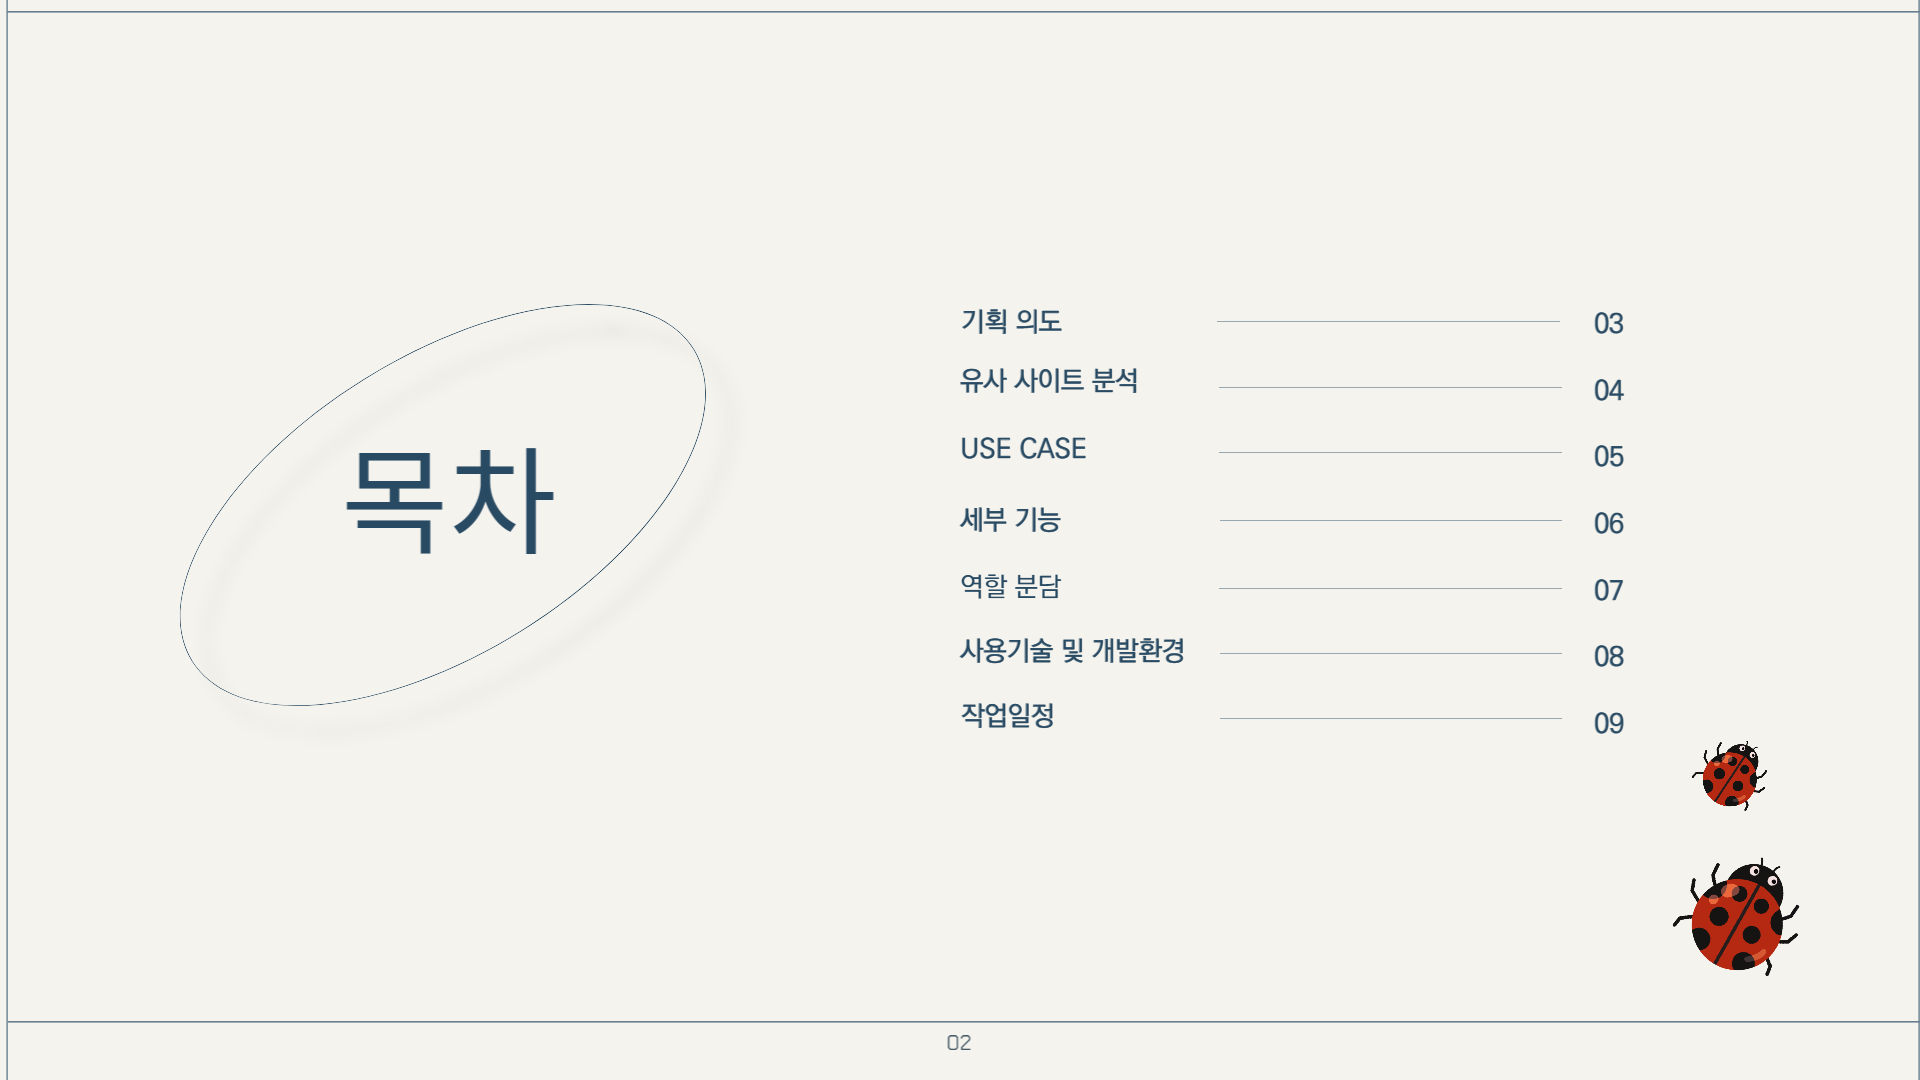 목차
기획 의도 03
유사 사이트 분석 04
USE CASE 05
세부 기능 06
역할 분담 07
사용기술 및 개발환경 08
작업일정 09
02